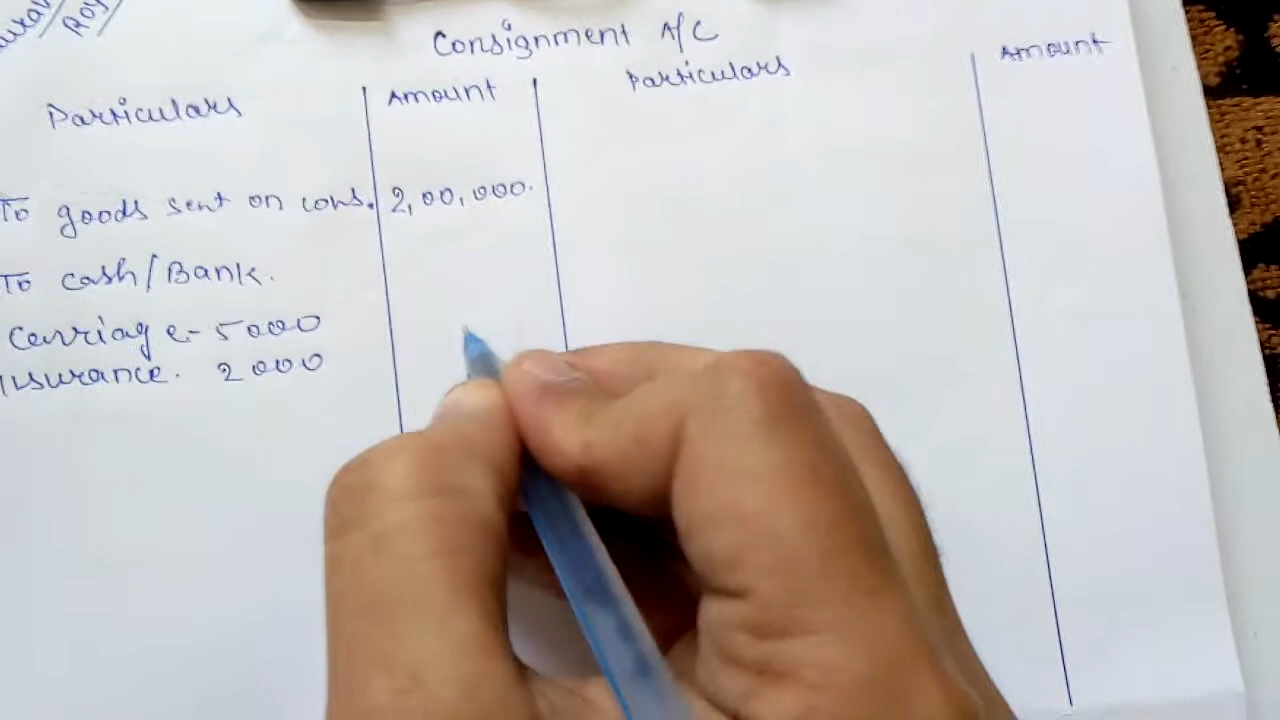 Consignment A/C
Particulars Amount Particulars Amount
To goods sent on cons. 2,00,000.
To cash/Bank.
Carriage - 5000
nsurance. 2000